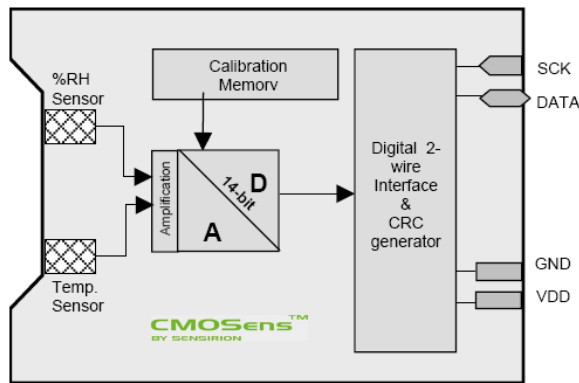 %RH
Sensor
Calibration
Memory
SCK
DATA
Digital 2-
wire
Interface
&
CRC
generator
Amplification
A
14-bit
D
GND
VDD
Temp.
Sensor
CMOSens™
BY SENSIRION